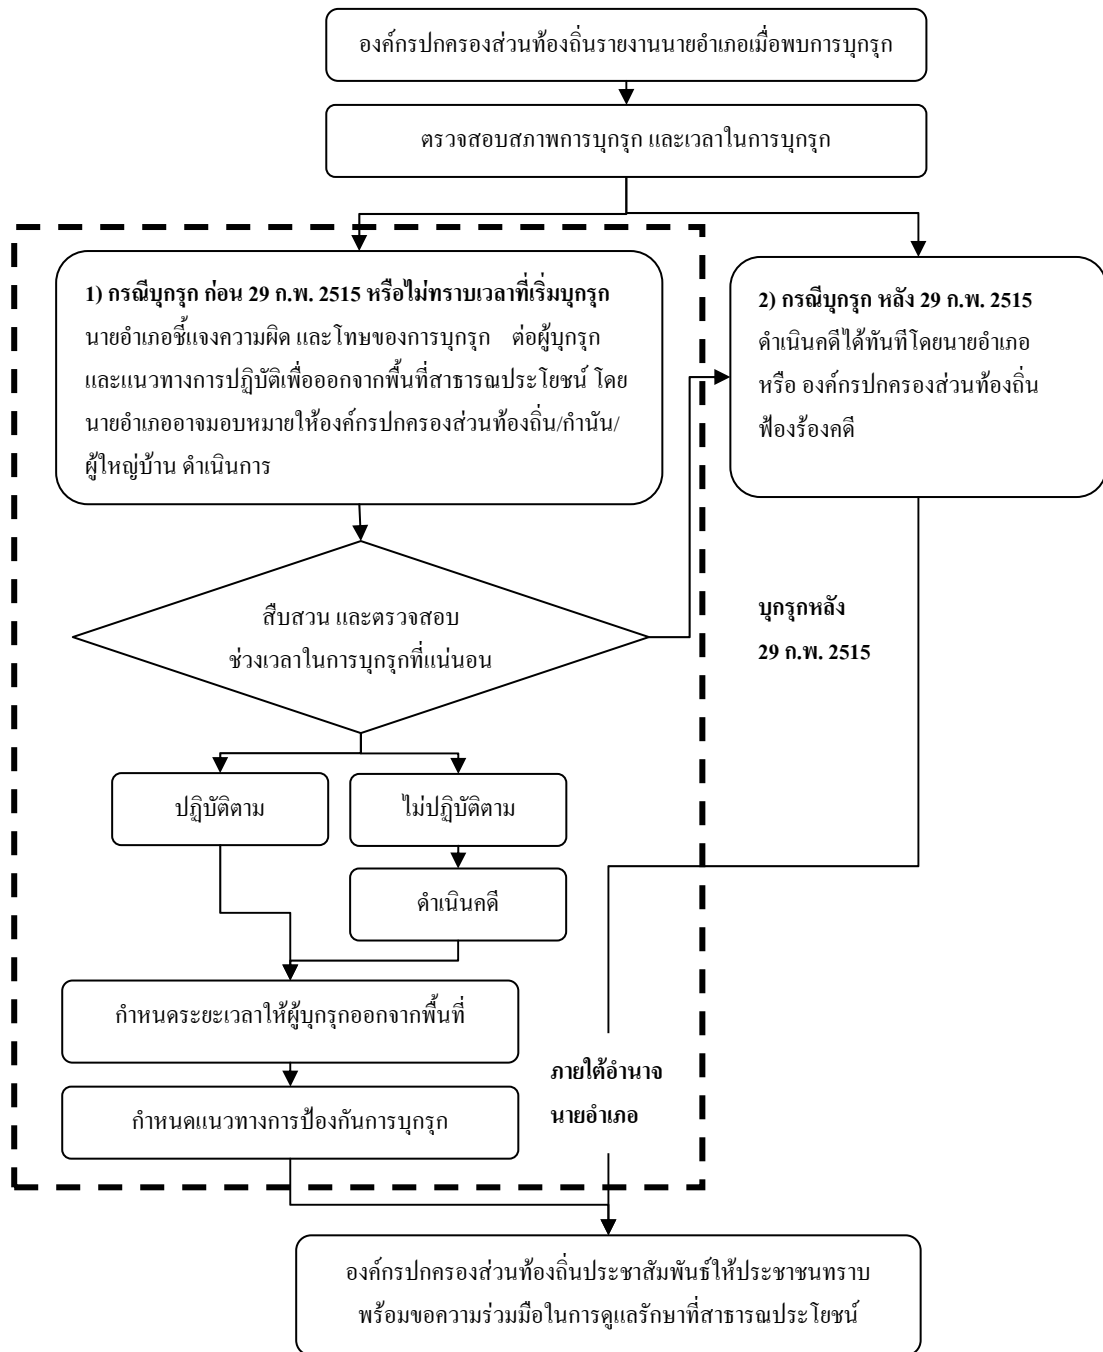 องค์กรปกครองส่วนท้องถิ่นรายงานนายอำเภอเมื่อพบการบุกรุก
ตรวจสอบสภาพการบุกรุก และเวลาในการบุกรุก
1) กรณีบุกรุก ก่อน 29 ก.พ. 2515 หรือไม่ทราบเวลาที่เริ่มบุกรุก
นายอำเภอชี้แจงความผิด และโทษของการบุกรุก ต่อผู้บุกรุก
และแนวทางการปฏิบัติเพื่อออกจากพื้นที่สาธารณประโยชน์ โดย
นายอำเภออาจมอบหมายให้องค์กรปกครองส่วนท้องถิ่น/กำนัน/
ผู้ใหญ่บ้าน ดำเนินการ
2) กรณีบุกรุก หลัง 29 ก.พ. 2515
ดำเนินคดีได้ทันทีโดยนายอำเภอ
หรือ องค์กรปกครองส่วนท้องถิ่น
ฟ้องร้องคดี
สืบสวน และตรวจสอบ
ช่วงเวลาในการบุกรุกที่แน่นอน
บุกรุกหลัง
29 ก.พ. 2515
ปฏิบัติตาม
ไม่ปฏิบัติตาม
ดำเนินคดี
กำหนดระยะเวลาให้ผู้บุกรุกออกจากพื้นที่
กำหนดแนวทางการป้องกันการบุกรุก
ภายใต้อำนาจ
นายอำเภอ
องค์กรปกครองส่วนท้องถิ่นประชาสัมพันธ์ให้ประชาชนทราบ
พร้อมขอความร่วมมือในการดูแลรักษาที่สาธารณประโยชน์